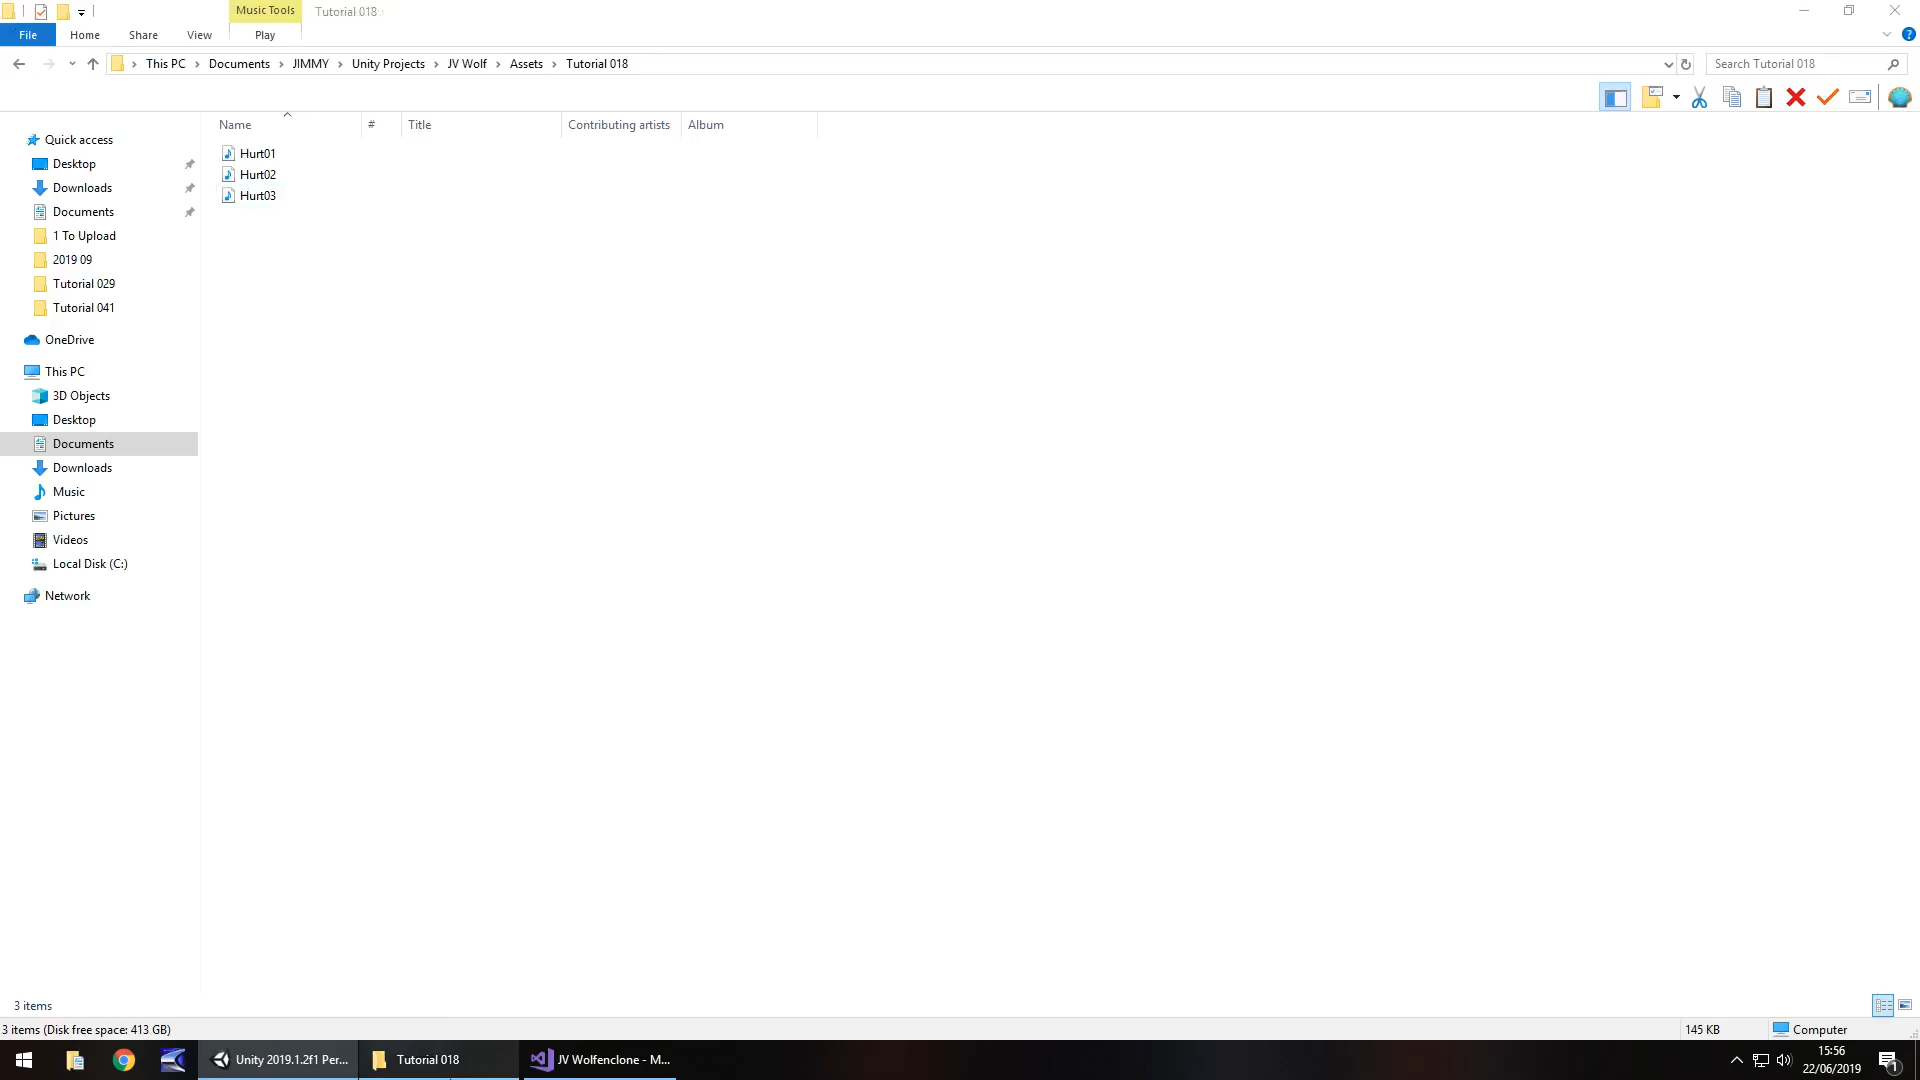 Music Tools
Tutorial 018
File
Home
Share
View
Play
This PC
Documents
JIMMY
Unity Projects
JV Wolf
Assets
Tutorial 018
Search Tutorial 018
Name
#
Title
Contributing artists
Album
Quick access
Desktop
Downloads
Documents
1 To Upload
2019 09
Tutorial 029
Tutorial 041
OneDrive
This PC
3D Objects
Desktop
Documents
Downloads
Music
Pictures
Videos
Local Disk (C:)
Network
Hurt01
Hurt02
Hurt03
3 items
3 items (Disk free space: 413 GB)
145 KB
Computer
Unity 2019.1.2f1 Per...
Tutorial 018
JV Wolfenclone - M...
15:56
22/06/2019
1